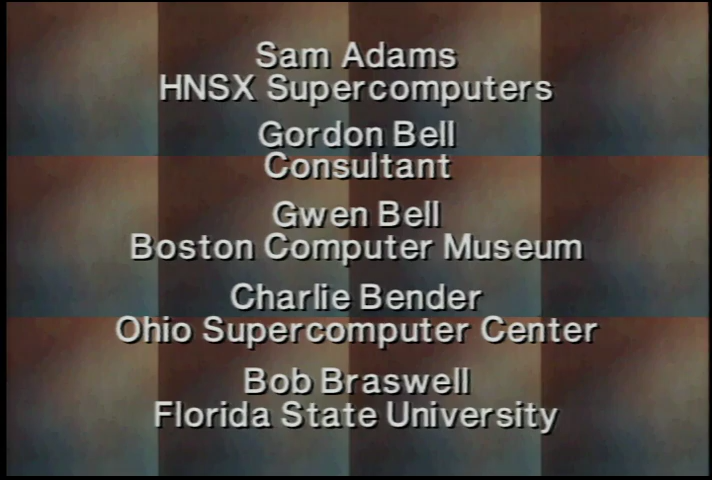 Sam Adams
HNSX Supercomputers
Gordon Bell
Consultant
Gwen Bell
Boston Computer Museum
Charlie Bender
Ohio Supercomputer Center
Bob Braswell
Florida State University